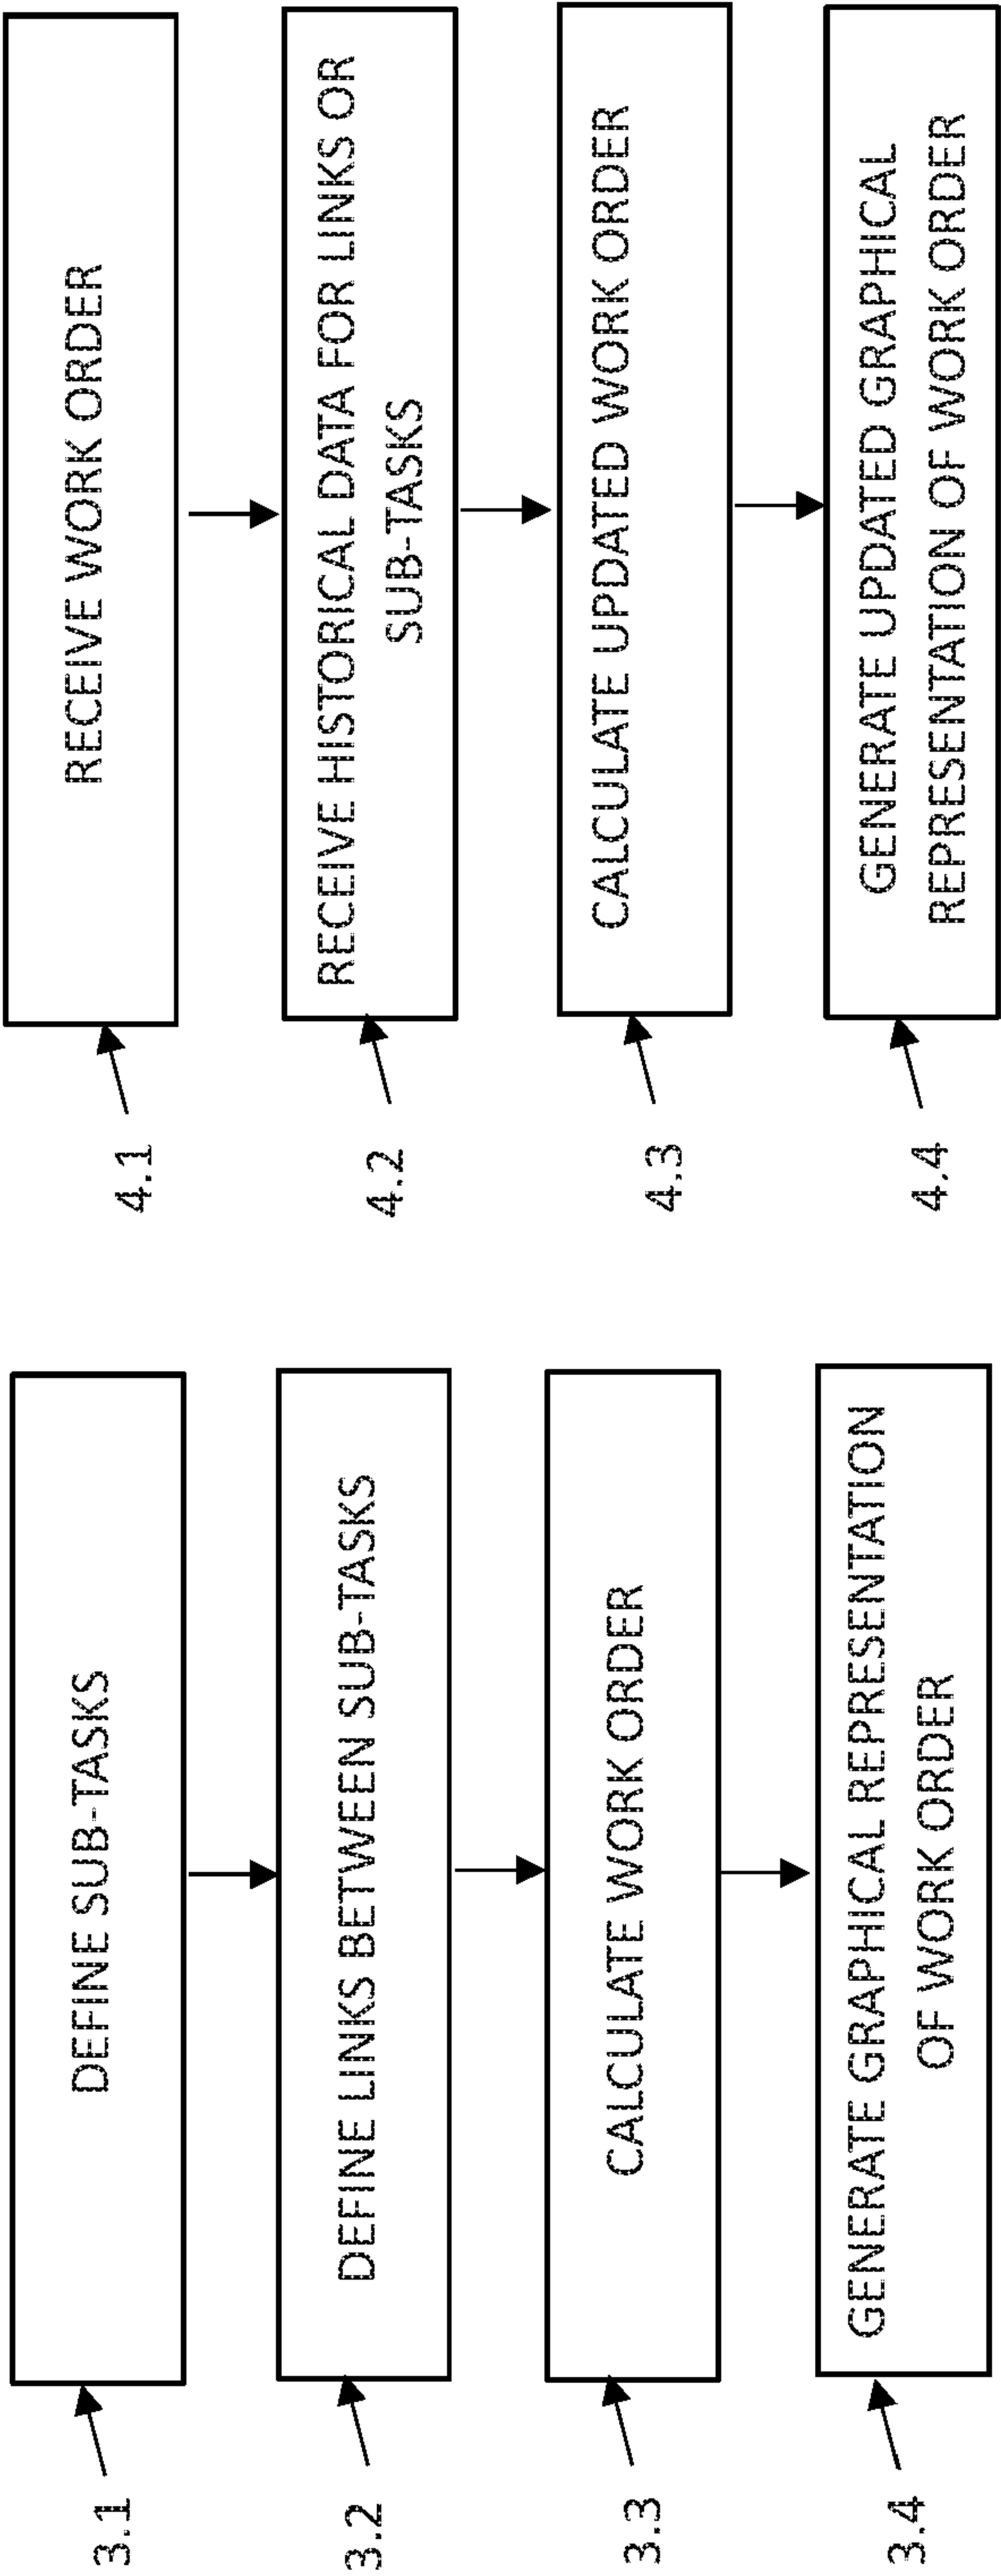 3.1
DEFINE SUB-TASKS
3.2
DEFINE LINKS BETWEEN SUB-TASKS
3.3
CALCULATE WORK ORDER
3.4
GENERATE GRAPHICAL REPRESENTATION
OF WORK ORDER
4.1
RECEIVE WORK ORDER
4.2
RECEIVE HISTORICAL DATA FOR LINKS OR
SUB-TASKS
4.3
CALCULATE UPDATED WORK ORDER
4.4
GENERATE UPDATED GRAPHICAL
REPRESENTATION OF WORK ORDER